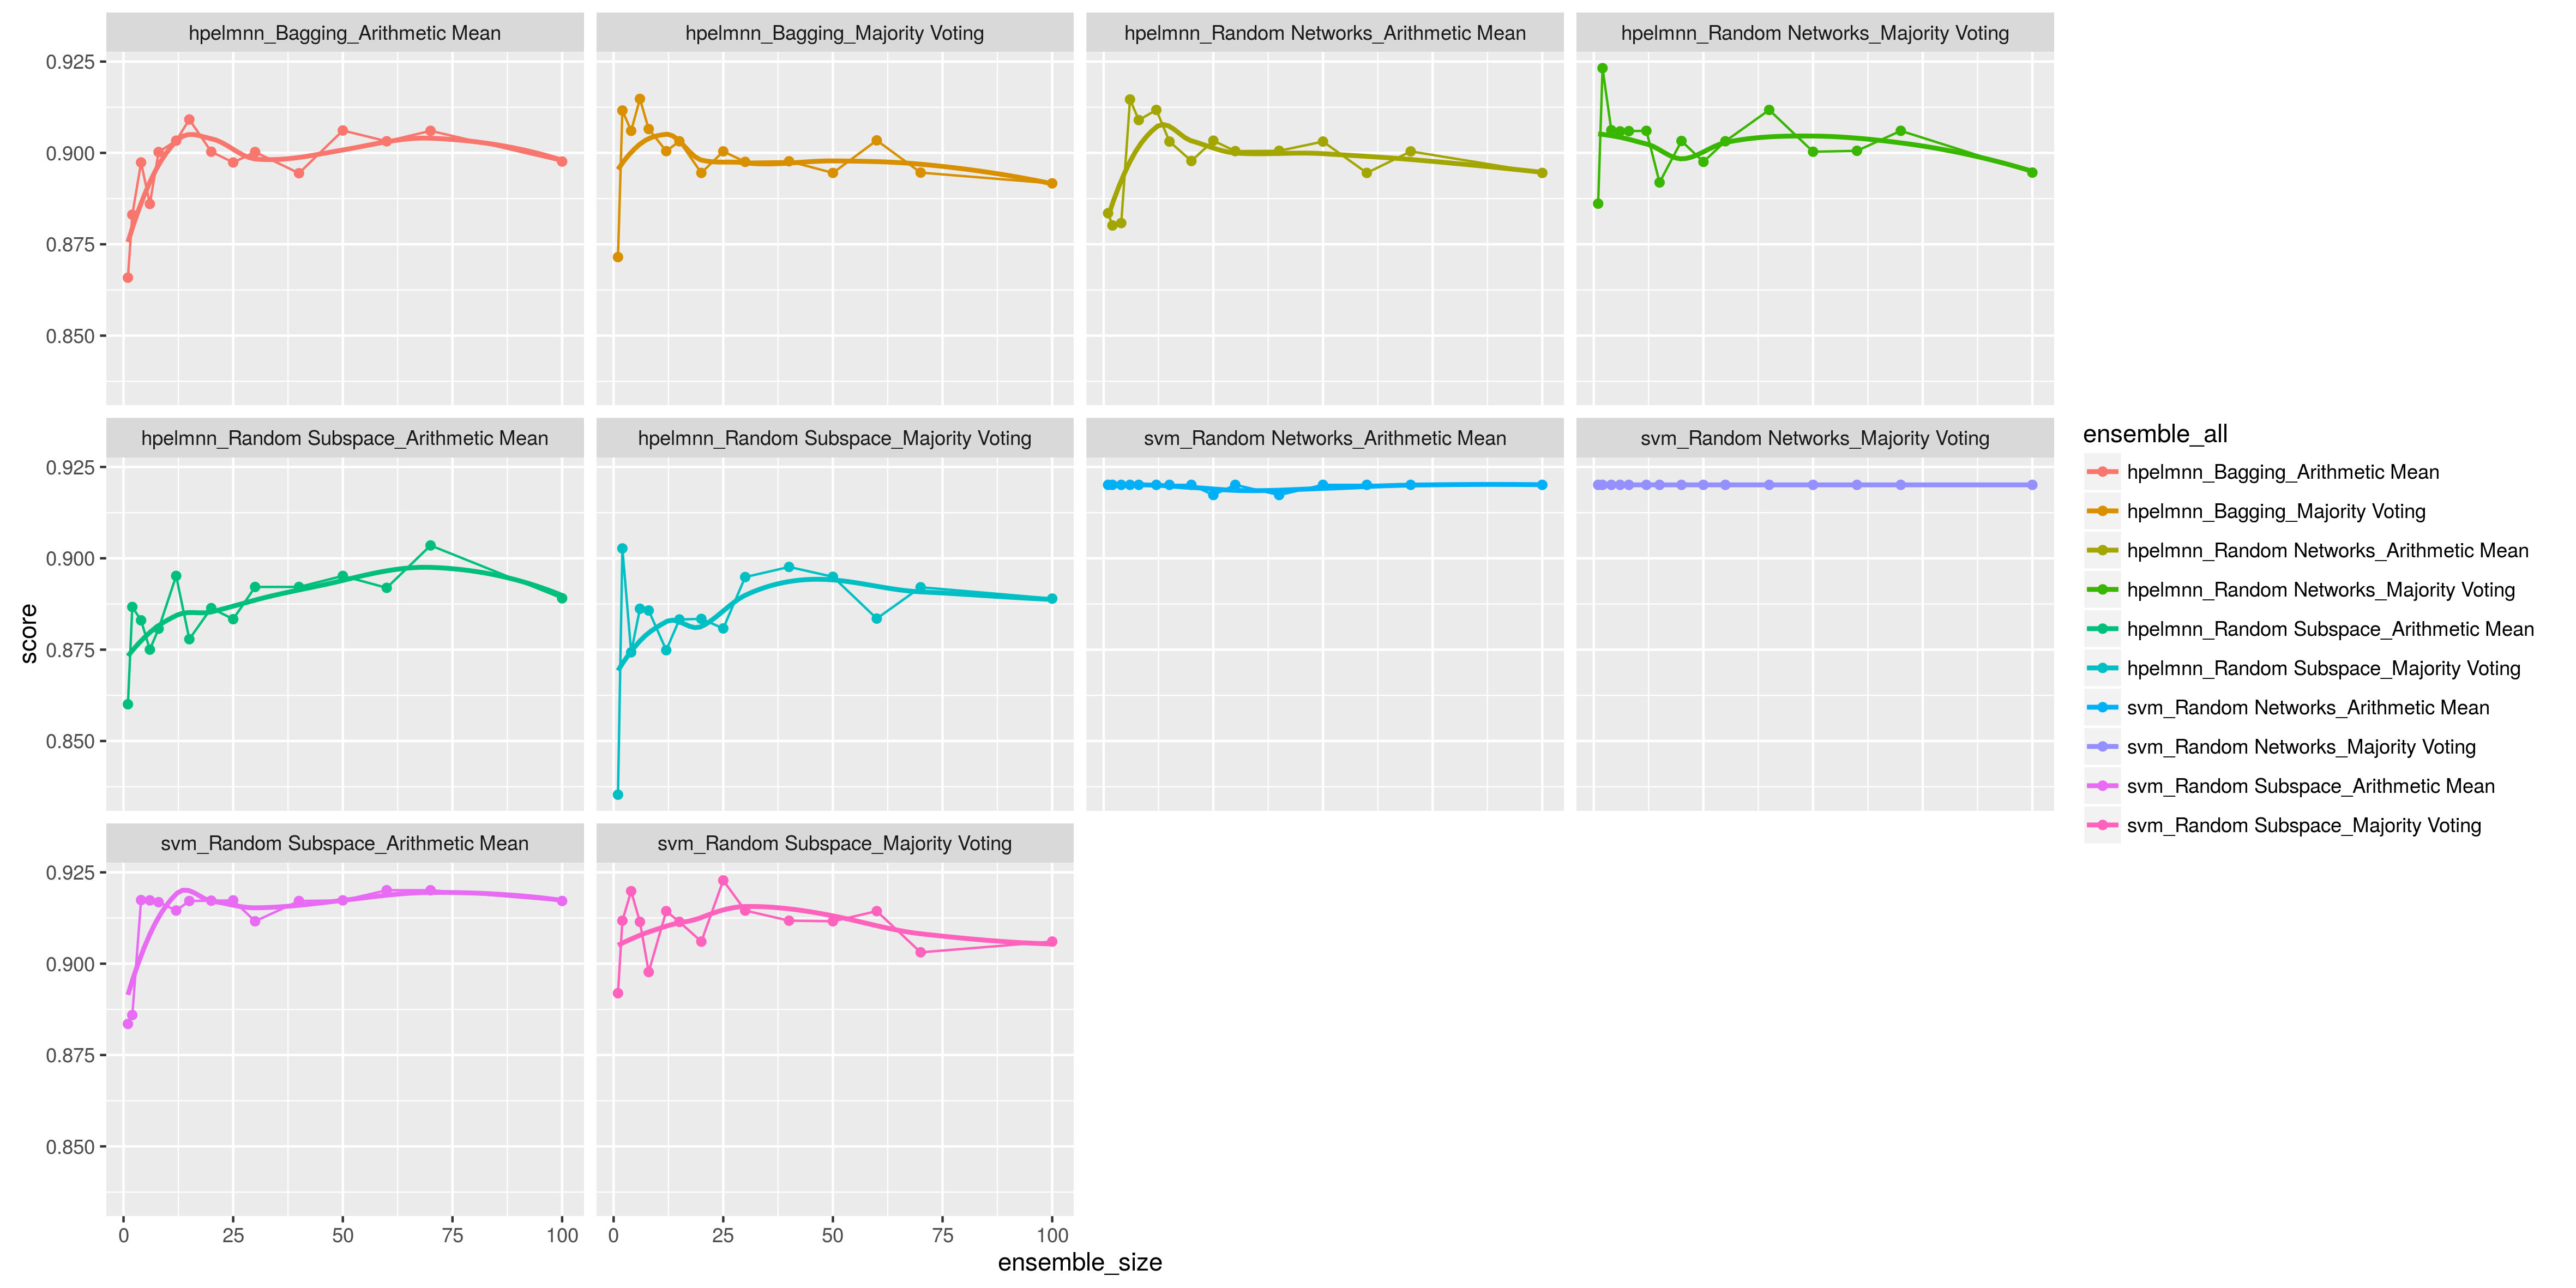 hpelmnn_Bagging_Arithmetic Mean
hpelmnn_Bagging_Majority Voting
hpelmnn_Random Networks_Arithmetic Mean
hpelmnn_Random Networks_Majority Voting
0.925
0.900
0.875
0.850
hpelmnn_Random Subspace_Arithmetic Mean
hpelmnn_Random Subspace_Majority Voting
svm_Random Networks_Arithmetic Mean
svm_Random Networks_Majority Voting
0.925
0.900
0.875
0.850
score
svm_Random Subspace_Arithmetic Mean
svm_Random Subspace_Majority Voting
0.925
0.900
0.875
0.850
0 25 50 75 100
0 25 50 75 100
ensemble_size
ensemble_all
hpelmnn_Bagging_Arithmetic Mean
hpelmnn_Bagging_Majority Voting
hpelmnn_Random Networks_Arithmetic Mean
hpelmnn_Random Networks_Majority Voting
hpelmnn_Random Subspace_Arithmetic Mean
hpelmnn_Random Subspace_Majority Voting
svm_Random Networks_Arithmetic Mean
svm_Random Networks_Majority Voting
svm_Random Subspace_Arithmetic Mean
svm_Random Subspace_Majority Voting